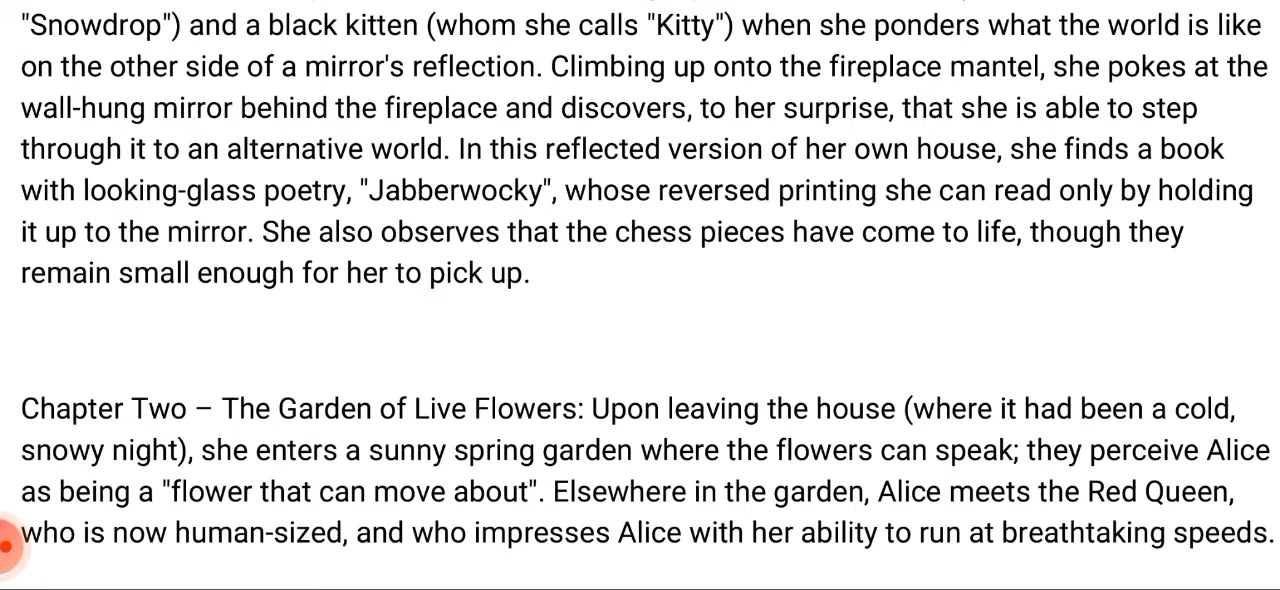 "Snowdrop") and a black kitten (whom she calls "Kitty") when she ponders what the world is like
on the other side of a mirror's reflection. Climbing up onto the fireplace mantel, she pokes at the
wall-hung mirror behind the fireplace and discovers, to her surprise, that she is able to step
through it to an alternative world. In this reflected version of her own house, she finds a book
with looking-glass poetry, "Jabberwocky", whose reversed printing she can read only by holding
it up to the mirror. She also observes that the chess pieces have come to life, though they
remain small enough for her to pick up.
Chapter Two – The Garden of Live Flowers: Upon leaving the house (where it had been a cold,
snowy night), she enters a sunny spring garden where the flowers can speak; they perceive Alice
as being a "flower that can move about". Elsewhere in the garden, Alice meets the Red Queen,
who is now human-sized, and who impresses Alice with her ability to run at breathtaking speeds.